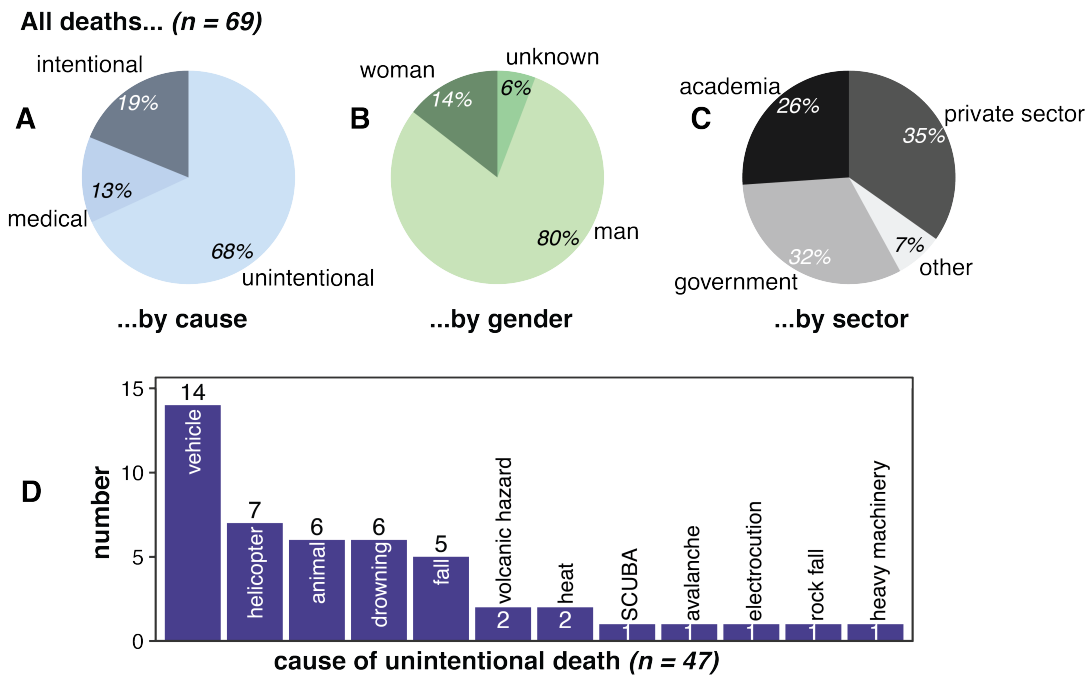 All deaths... (n = 69)
A
intentional
19%
medical
13%
68%
unintentional
...by cause
B
woman
14%
unknown
6%
80%
man
...by gender
C
academia
26%
private sector
35%
government
32%
7%
other
...by sector
D
number
15
10
5
0
14
vehicle
7
helicopter
6
animal
6
drowning
5
fall
volcanic hazard
2
heat
2
SCUBA
1
avalanche
1
electrocution
1
rock fall
1
heavy machinery
1
cause of unintentional death (n = 47)